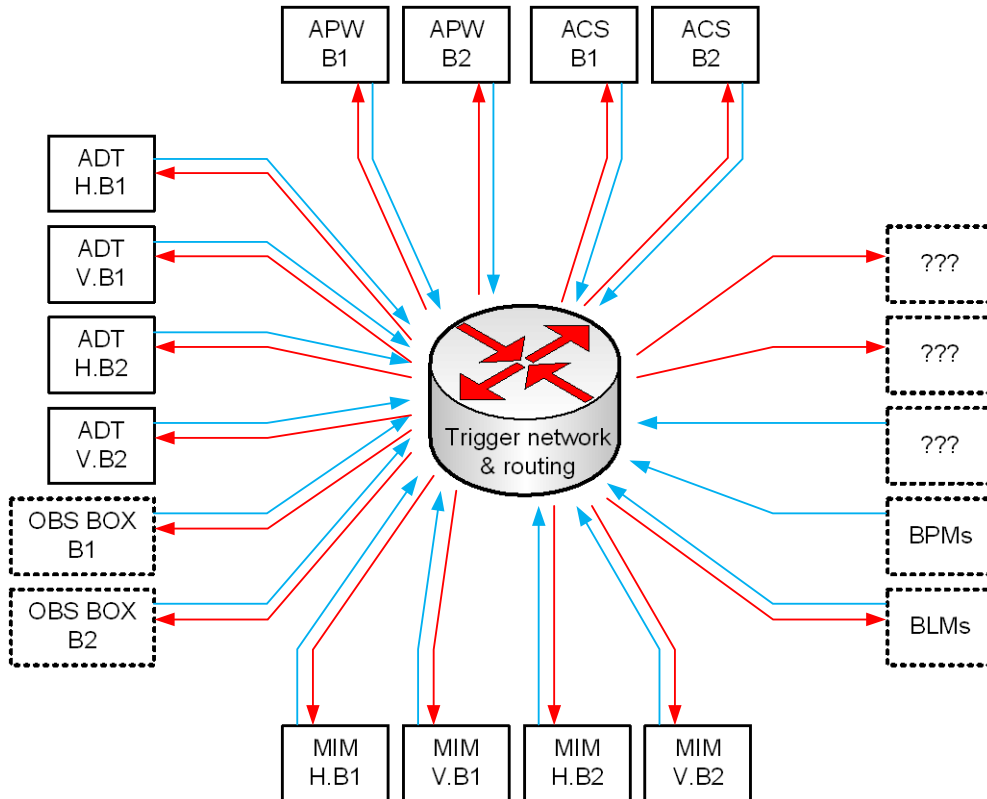 APW
B1
APW
B2
ACS
B1
ACS
B2
ADT
H.B1
ADT
V.B1
ADT
H.B2
ADT
V.B2
OBS BOX
B1
OBS BOX
B2
Trigger network
& routing
???
???
???
BPMs
BLMs
MIM
H.B1
MIM
V.B1
MIM
H.B2
MIM
V.B2